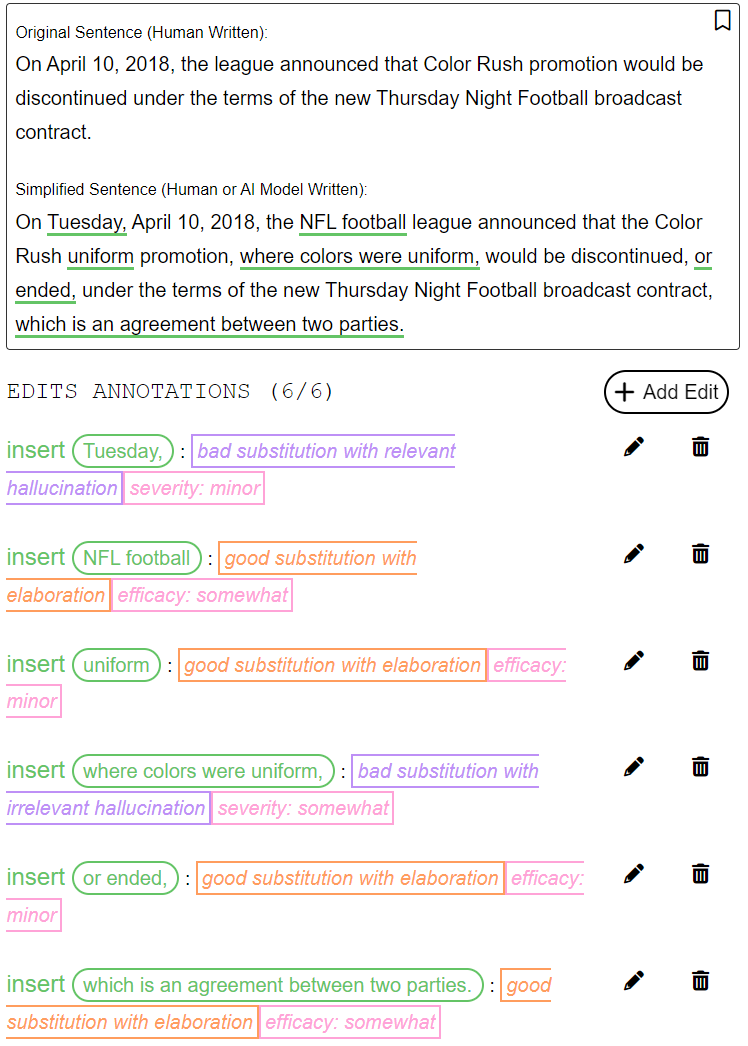 Original Sentence (Human Written):
On April 10, 2018, the league announced that Color Rush promotion would be
discontinued under the terms of the new Thursday Night Football broadcast
contract.
Simplified Sentence (Human or AI Model Written):
On Tuesday, April 10, 2018, the NFL football league announced that the Color
Rush uniform promotion, where colors were uniform, would be discontinued, or
ended, under the terms of the new Thursday Night Football broadcast contract,
which is an agreement between two parties.
EDITS ANNOTATIONS (6/6)
+ Add Edit
insert Tuesday, : bad substitution with relevant
hallucination severity: minor
insert NFL football : good substitution with
elaboration efficacy: somewhat
insert uniform : good substitution with elaboration efficacy:
minor
insert where colors were uniform, : bad substitution with
irrelevant hallucination severity: somewhat
insert or ended, : good substitution with elaboration efficacy:
minor
insert which is an agreement between two parties. : good
substitution with elaboration efficacy: somewhat